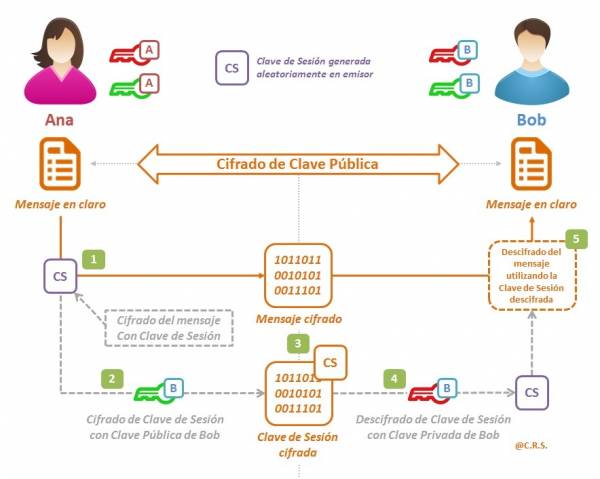 A
A
CS
Clave de Sesión generada
aleatoriamente en emisor
B
B
Ana
Bob
Cifrado de Clave Pública
Mensaje en claro
Mensaje en claro
1
CS
1011011
0010101
0011101
Mensaje cifrado
5
Descifrado del
mensaje
utilizando la
Clave de Sesión
descifrada
Cifrado del mensaje
Con Clave de Sesión
2
B
Cifrado de Clave de Sesión
con Clave Pública de Bob
3
CS
1011011
0010101
0011101
Clave de Sesión
cifrada
4
B
Descifrado de Clave de Sesión
con Clave Privada de Bob
CS
@C.R.S.